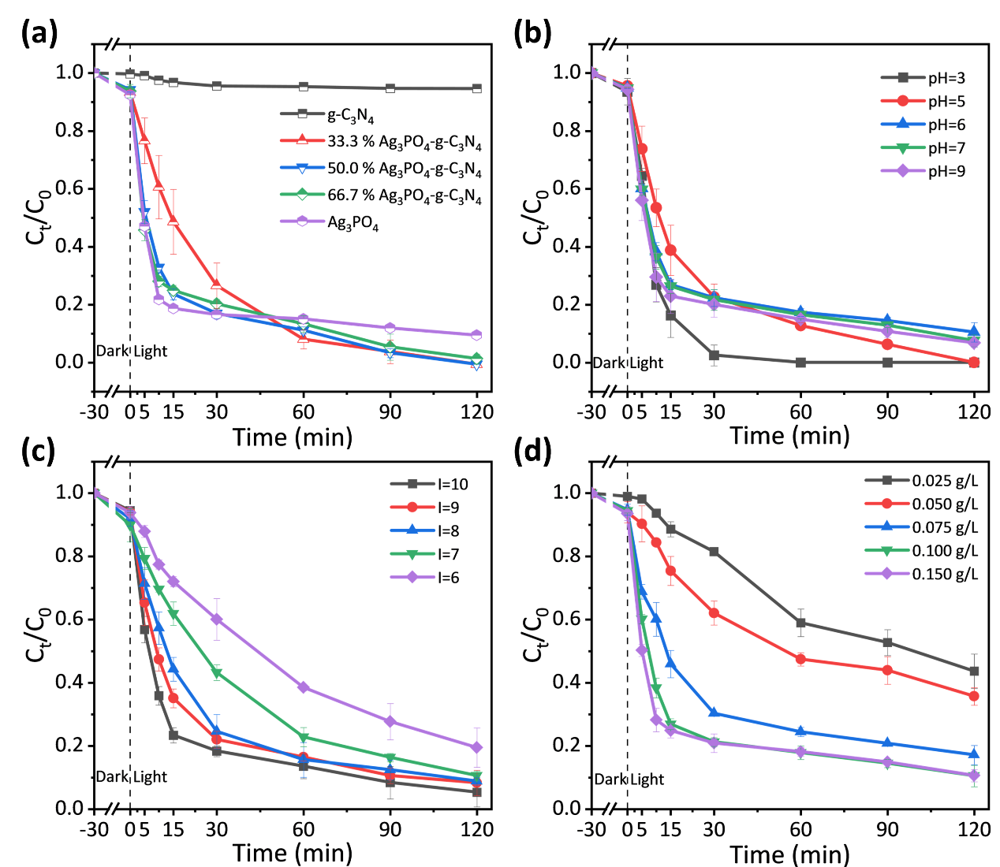 (a)
1.0
0.8
0.6
0.4
0.2
0.0
Ct/C0
g-C3N4
33.3 % Ag3PO4-g-C3N4
50.0 % Ag3PO4-g-C3N4
66.7 % Ag3PO4-g-C3N4
Ag3PO4
Dark Light
-30 0 5 15 30 60 90 120
Time (min)
(b)
1.0
0.8
0.6
0.4
0.2
0.0
Ct/C0
pH=3
pH=5
pH=6
pH=7
pH=9
Dark Light
-30 0 5 15 30 60 90 120
Time (min)
(c)
1.0
0.8
0.6
0.4
0.2
0.0
Ct/C0
I=10
I=9
I=8
I=7
I=6
Dark Light
-30 0 5 15 30 60 90 120
Time (min)
(d)
1.0
0.8
0.6
0.4
0.2
0.0
Ct/C0
0.025 g/L
0.050 g/L
0.075 g/L
0.100 g/L
0.150 g/L
Dark Light
-30 0 5 15 30 60 90 120
Time (min)